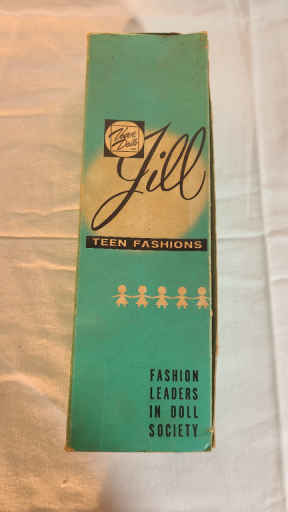 Vogue
Dolls
Jill
TEEN FASHIONS
FASHION
LEADERS
IN DOLL
SOCIETY